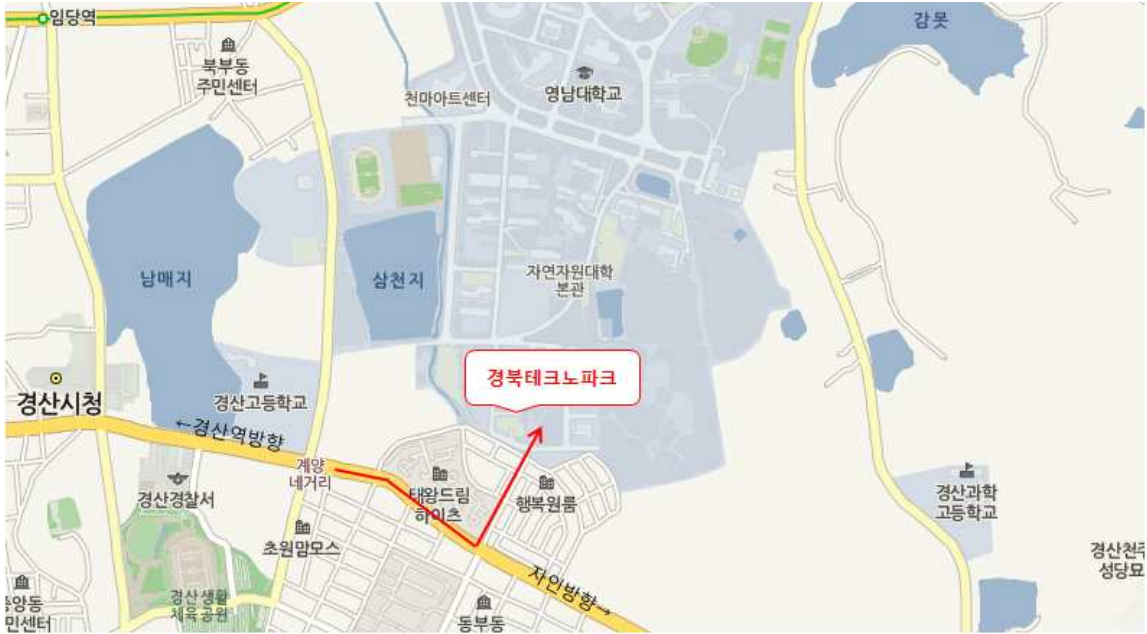 임당역
감못
북부동
주민센터
천마아트센터
영남대학교
남매지
삼천지
자연자원대학
본관
경북테크노파크
경산시청
경산고등학교
←경산역방향
계양
네거리
태왕드림
하이츠
행복원룸
경산경찰서
초원맘모스
경산과학
고등학교
자인방향→
경산생활
체육공원
동부동
성당묘
민센터